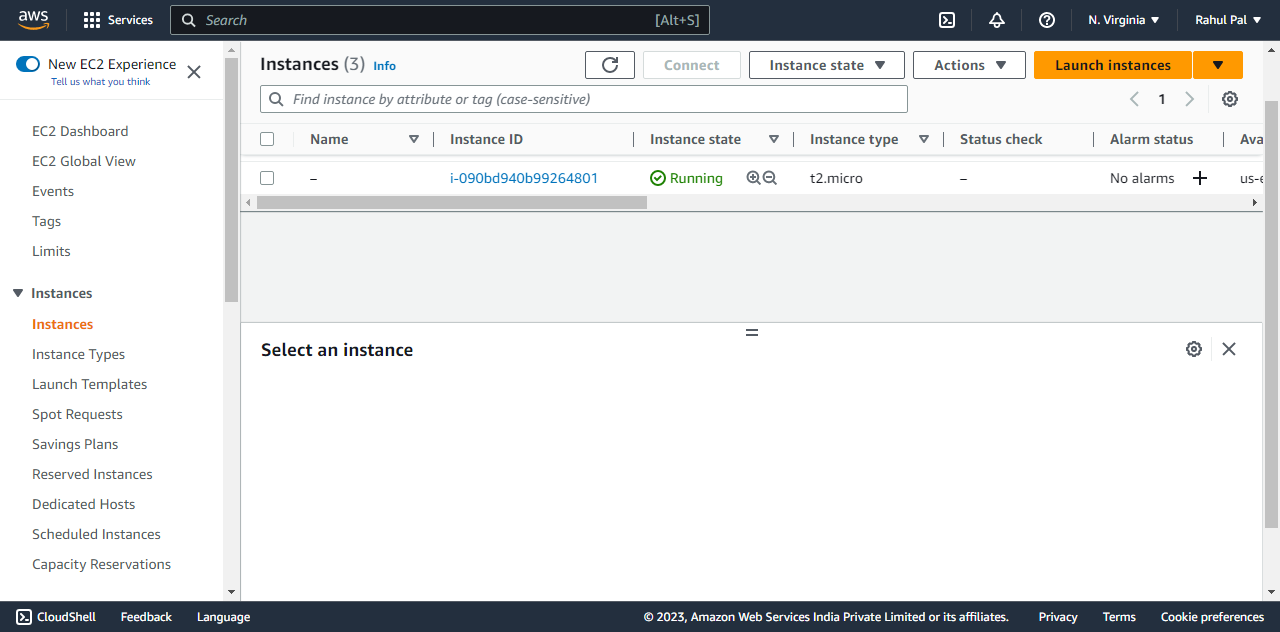 aws Services Search [Alt+S] N. Virginia Rahul Pal
New EC2 Experience
Tell us what you think
EC2 Dashboard
EC2 Global View
Events
Tags
Limits
Instances
Instances
Instance Types
Launch Templates
Spot Requests
Savings Plans
Reserved Instances
Dedicated Hosts
Scheduled Instances
Capacity Reservations
Instances (3) Info Connect Instance state Actions Launch instances
Find instance by attribute or tag (case-sensitive) 1
Name Instance ID Instance state Instance type Status check Alarm status Ava
– i-090bd940b99264801 Running t2.micro – No alarms + us-e
Select an instance
CloudShell Feedback Language © 2023, Amazon Web Services India Private Limited or its affiliates. Privacy Terms Cookie preferences